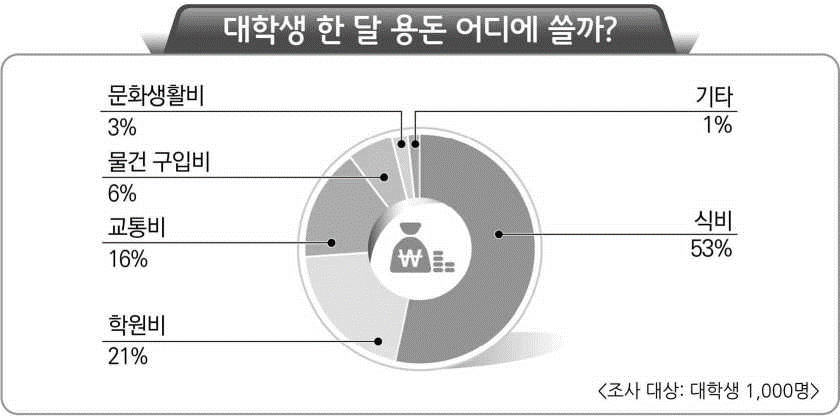 대학생 한 달 용돈 어디에 쓸까?
문화생활비
3%
물건 구입비
6%
교통비
16%
학원비
21%
기타
1%
식비
53%
₩
<조사 대상: 대학생 1,000명>